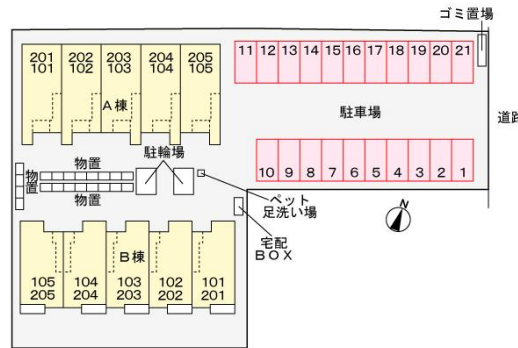 ゴミ置場
201 202 203 204 205
101 102 103 104 105
A棟
11 12 13 14 15 16 17 18 19 20 21
駐車場
道路
駐輪場
物置
物置
物置
10 9 8 7 6 5 4 3 2 1
ペット
足洗い場
宅配
BOX
B棟
105 104 103 102 101
205 204 203 202 201